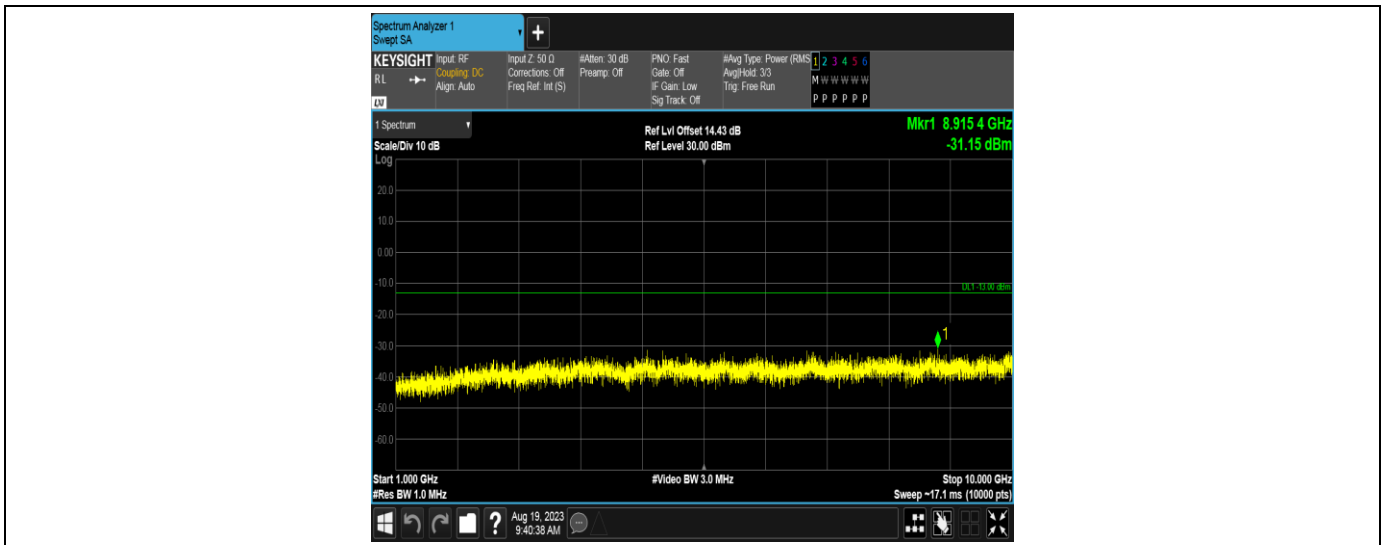 Spectrum Analyzer 1
Swept SA
+
KEYSIGHT
RL
LXI
Input: RF
Coupling: DC
Align: Auto
Input Z: 50 Ω
Corrections: Off
Freq Ref: Int (S)
#Atten: 30 dB
Preamp: Off
PNO: Fast
Gate: Off
IF Gain: Low
Sig Track: Off
#Avg Type: Power (RMS
Avg|Hold: 3/3
Trig: Free Run
1 2 3 4 5 6
M W W W W W
P P P P P P
1 Spectrum
Scale/Div 10 dB
Ref Lvl Offset 14.43 dB
Ref Level 30.00 dBm
Mkr1 8.915 4 GHz
-31.15 dBm
Log
20.0
10.0
0.00
-10.0
DL1 -13.00 dBm
-20.0
1
-30.0
-40.0
-50.0
-60.0
Start 1.000 GHz
#Video BW 3.0 MHz
Stop 10.000 GHz
#Res BW 1.0 MHz
Sweep ~17.1 ms (10000 pts)
?
Aug 19, 2023
9:40:38 AM